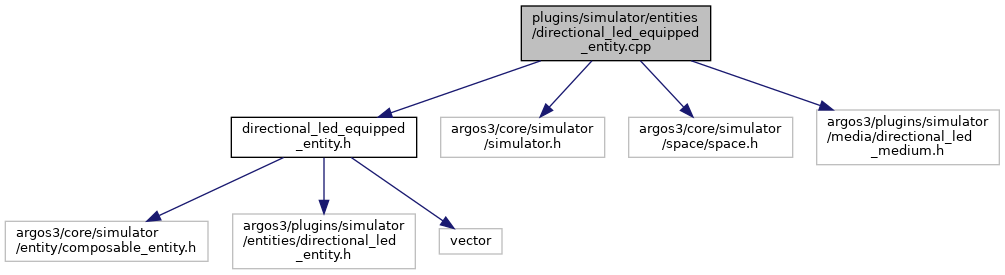 plugins/simulator/entities
/directional_led_equipped
_entity.cpp
directional_led_equipped
_entity.h
argos3/core/simulator
/simulator.h
argos3/core/simulator
/space/space.h
argos3/plugins/simulator
/media/directional_led
_medium.h
argos3/core/simulator
/entity/composable_entity.h
argos3/plugins/simulator
/entities/directional_led
_entity.h
vector